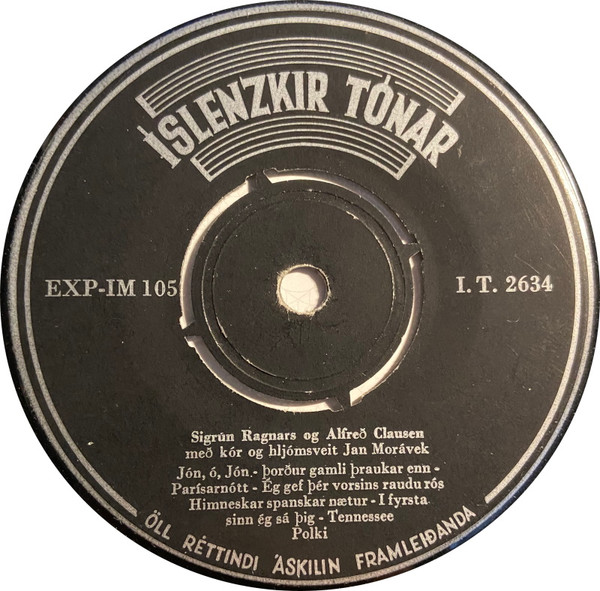 ÍSLENZKIR TÓNAR
EXP-IM 105
I. T. 2634
Sigrún Ragnars og Alfreð Clausen
með kór og hljómsveit Jan Morávek
Jón, ó, Jón - þorður gamli þraukar enn -
Parísarnótt - Ég gef þér vorsins raudu rós
Himneskar spanskar nætur - I fyrsta
sinn ég sá þig - Tennessee
Polki
ÖLL RÉTTINDI ÁSKILIN FRAMLEIÐANDA